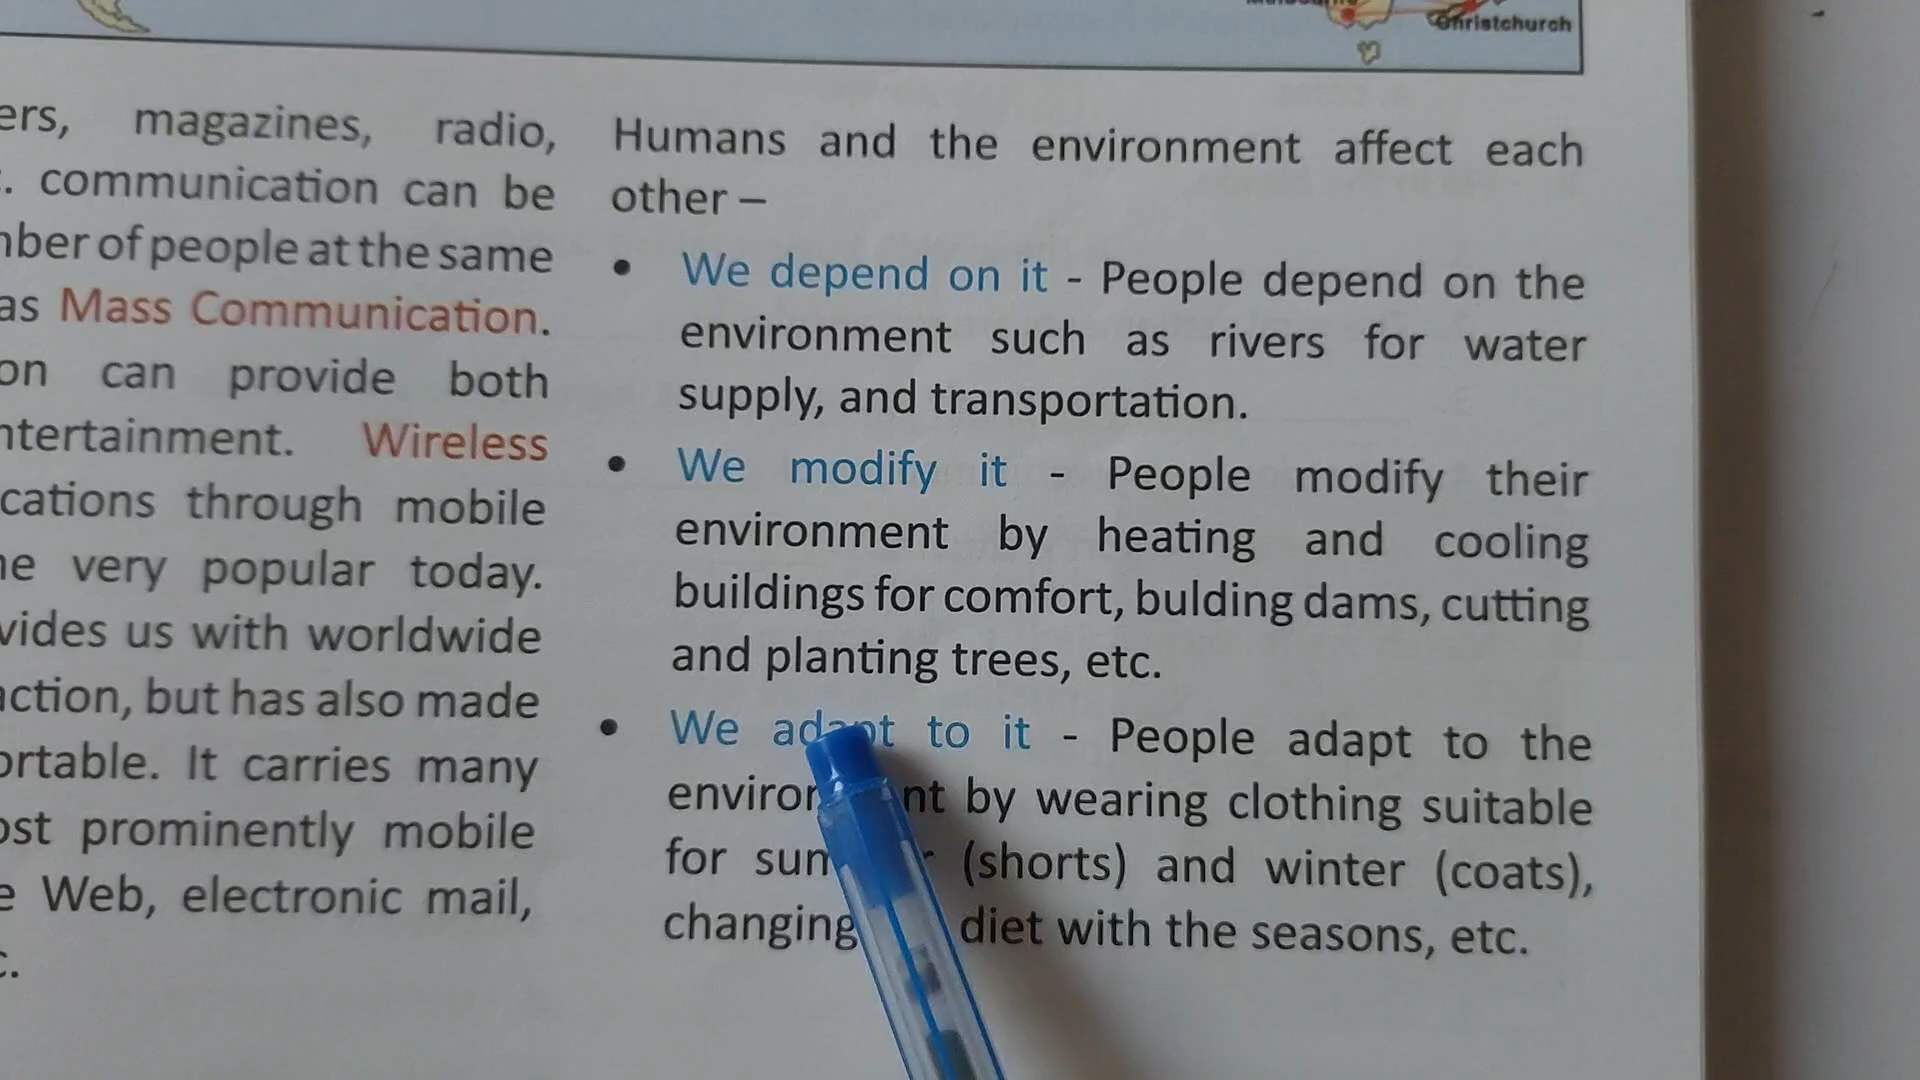 Christchurch
ers, magazines, radio,
. communication can be
ber of people at the same
as Mass Communication.
on can provide both
ntertainment. Wireless
cations through mobile
e very popular today.
vides us with worldwide
action, but has also made
ortable. It carries many
ost prominently mobile
e Web, electronic mail,
c.
Humans and the environment affect each
other –
• We depend on it - People depend on the
environment such as rivers for water
supply, and transportation.
• We modify it - People modify their
environment by heating and cooling
buildings for comfort, bulding dams, cutting
and planting trees, etc.
• We adapt to it - People adapt to the
environ nt by wearing clothing suitable
for sum r (shorts) and winter (coats),
changing diet with the seasons, etc.